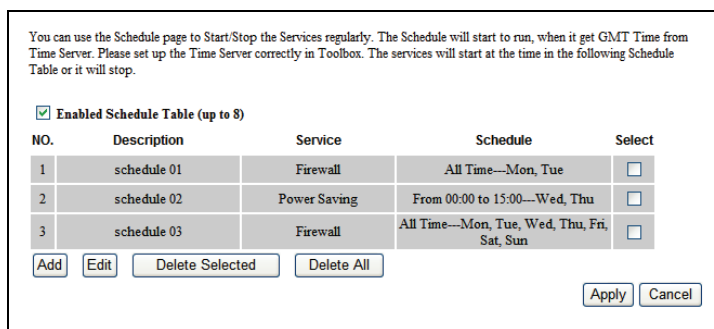 You can use the Schedule page to Start/Stop the Services regularly. The Schedule will start to run, when it get GMT Time from
Time Server. Please set up the Time Server correctly in Toolbox. The services will start at the time in the following Schedule
Table or it will stop.
Enabled Schedule Table (up to 8)
NO. Description Service Schedule Select
1 schedule 01 Firewall All Time---Mon, Tue
2 schedule 02 Power Saving From 00:00 to 15:00---Wed, Thu
3 schedule 03 Firewall All Time---Mon, Tue, Wed, Thu, Fri,
Sat, Sun
Add Edit Delete Selected Delete All
Apply Cancel